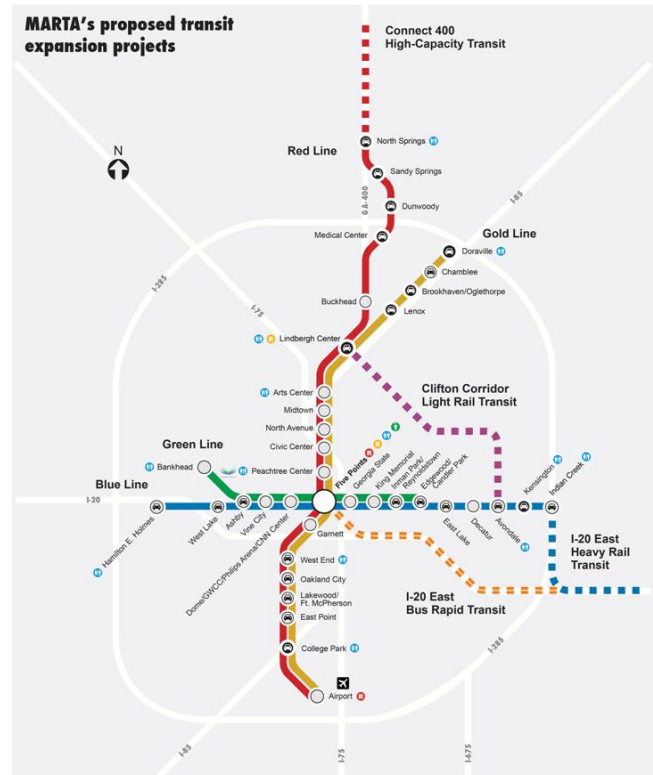 MARTA's proposed transit
expansion projects
Connect 400
High-Capacity Transit
N
Red Line
North Springs
Sandy Springs
GA-400
Dunwoody
I-85
Medical Center
Gold Line
Doraville
Chamblee
I-285
Brookhaven/Oglethorpe
Buckhead
I-75
Lenox
R
Lindbergh Center
Clifton Corridor
Light Rail Transit
Arts Center
Midtown
North Avenue
Civic Center
Green Line
Bankhead
Peachtree Center
Blue Line
I-20
Hamilton E. Holmes
West Lake
Ashby
Vine City
Dome/GWCC/Philips Arena/CNN Center
Five Points
R
R
Georgia State
King Memorial
Inman Park/
Reynoldstown
Edgewood/
Candler Park
East Lake
Decatur
Avondale
Kensington
Indian Creek
Garnett
I-20 East
Heavy Rail
Transit
West End
Oakland City
Lakewood/
Ft. McPherson
East Point
I-20 East
Bus Rapid Transit
College Park
I-285
Airport
R
I-85
I-75
I-675